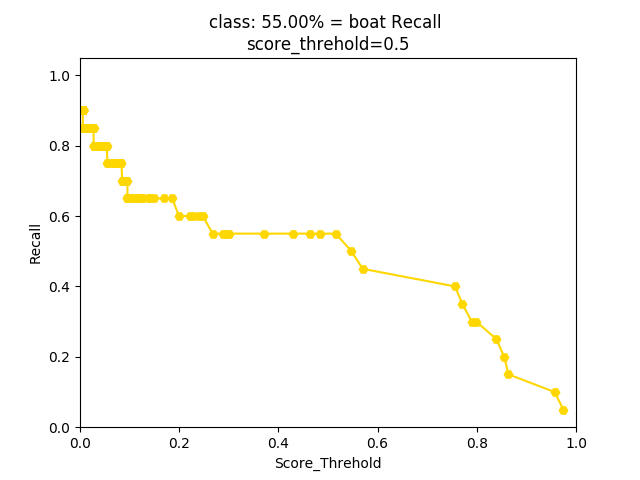 class: 55.00% = boat Recall
score_threhold=0.5
Recall
1.0
0.8
0.6
0.4
0.2
0.0
0.0 0.2 0.4 0.6 0.8 1.0
Score_Threhold